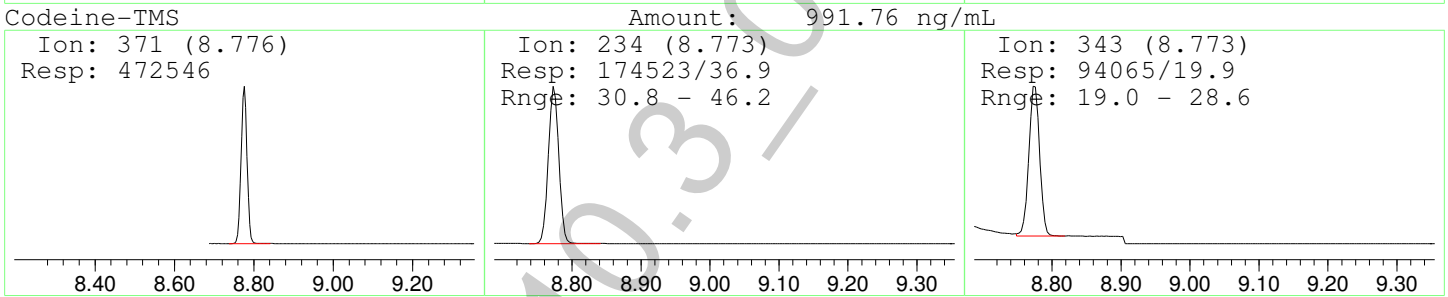 Codeine-TMS Amount: 991.76 ng/mL
Ion: 371 (8.776) Ion: 234 (8.773) Ion: 343 (8.773)
Resp: 472546 Resp: 174523/36.9 Resp: 94065/19.9
Rnge: 30.8 - 46.2 Rnge: 19.0 - 28.6
8.40 8.60 8.80 9.00 9.20 8.80 8.90 9.00 9.10 9.20 9.30 8.80 8.90 9.00 9.10 9.20 9.30